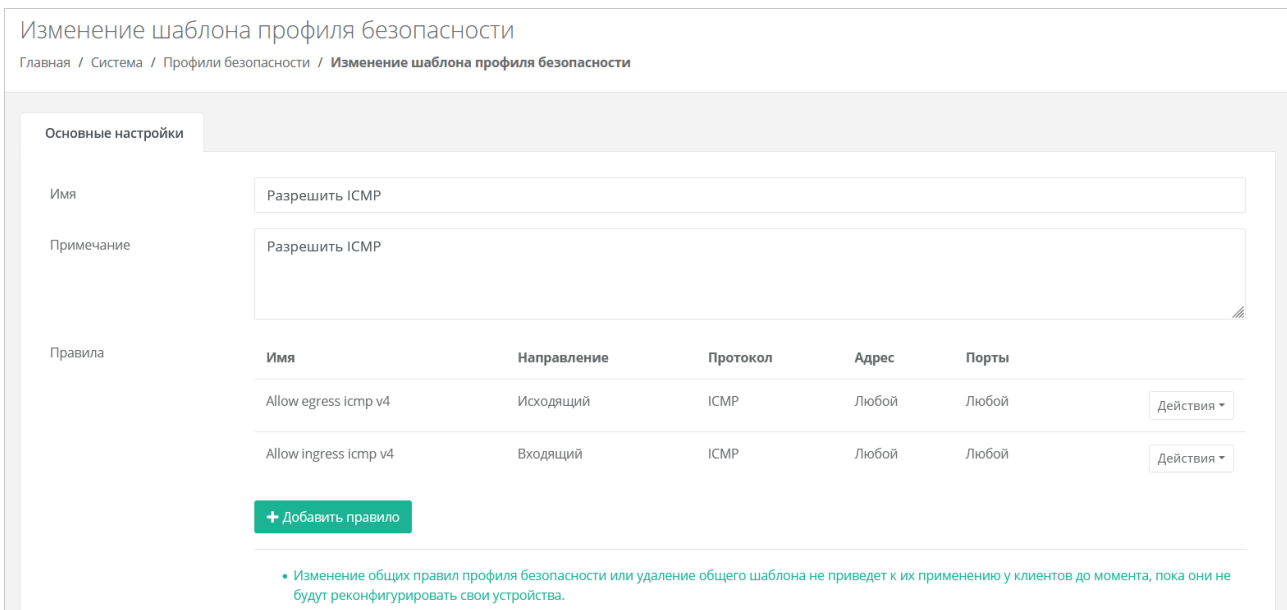 Изменение шаблона профиля безопасности
Главная / Система / Профили безопасности / Изменение шаблона профиля безопасности
Основные настройки
Имя
Разрешить ICMP
Примечание
Разрешить ICMP
Правила
Имя Направление Протокол Адрес Порты
Allow egress icmp v4 Исходящий ICMP Любой Любой Действия
Allow ingress icmp v4 Входящий ICMP Любой Любой Действия
+ Добавить правило
• Изменение общих правил профиля безопасности или удаление общего шаблона не приведет к их применению у клиентов до момента, пока они не
будут реконфигурировать свои устройства.